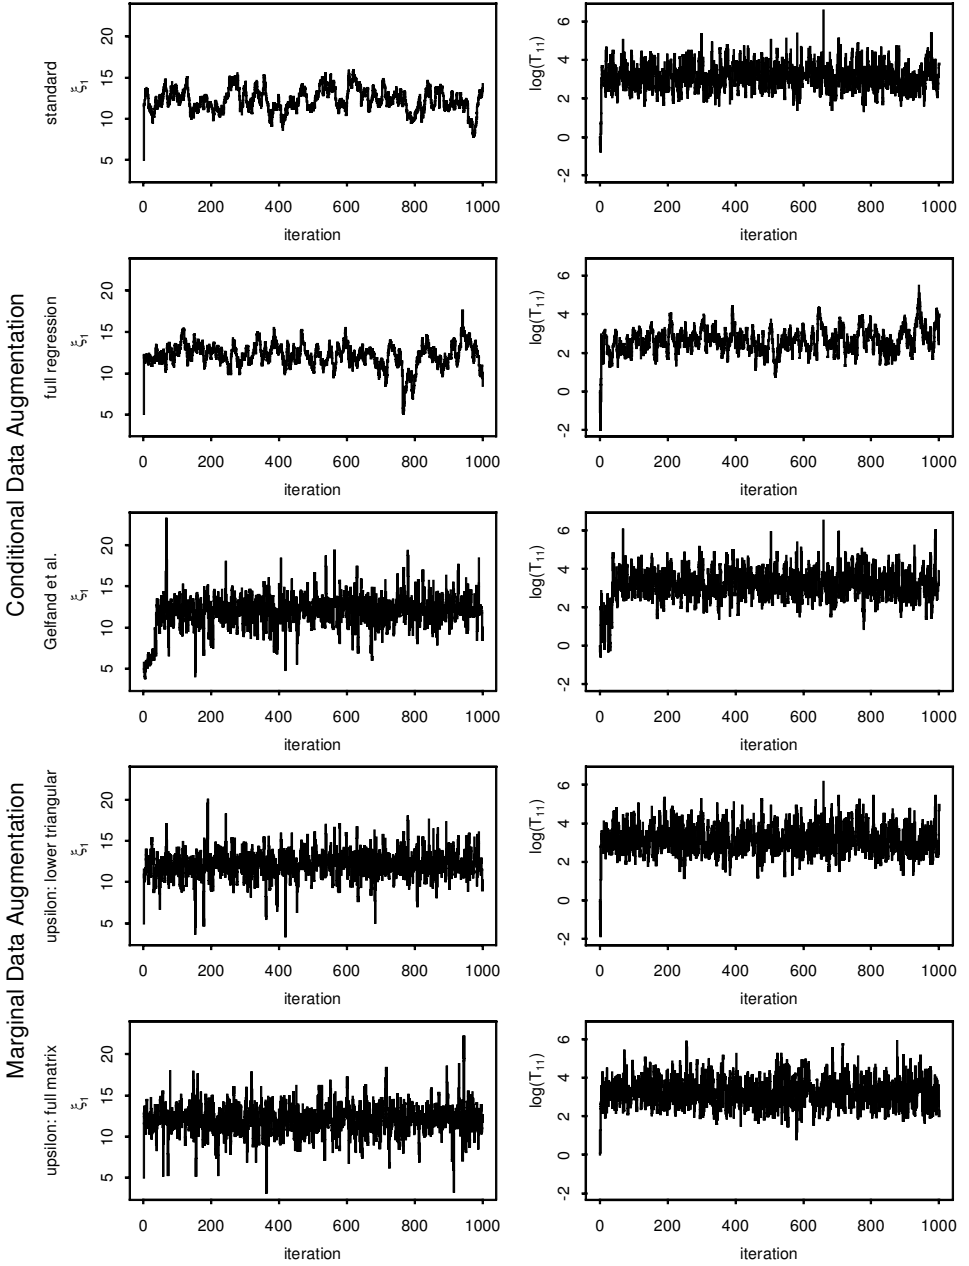 Conditional Data Augmentation
Marginal Data Augmentation
standard
ξ1
20
15
10
5
0 200 400 600 800 1000
iteration
log(T11)
6
4
2
0
-2
0 200 400 600 800 1000
iteration
full regression
ξ1
20
15
10
5
0 200 400 600 800 1000
iteration
log(T11)
6
4
2
0
-2
0 200 400 600 800 1000
iteration
Gelfand et al.
ξ1
20
15
10
5
0 200 400 600 800 1000
iteration
log(T11)
6
4
2
0
-2
0 200 400 600 800 1000
iteration
upsilon: lower triangular
ξ1
20
15
10
5
0 200 400 600 800 1000
iteration
log(T11)
6
4
2
0
-2
0 200 400 600 800 1000
iteration
upsilon: full matrix
ξ1
20
15
10
5
0 200 400 600 800 1000
iteration
log(T11)
6
4
2
0
-2
0 200 400 600 800 1000
iteration